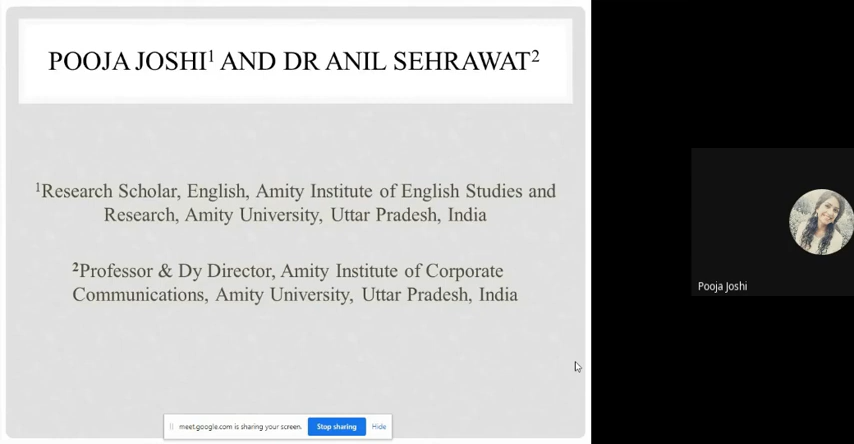 POOJA JOSHI¹ AND DR ANIL SEHRAWAT²
¹Research Scholar, English, Amity Institute of English Studies and
Research, Amity University, Uttar Pradesh, India
²Professor & Dy Director, Amity Institute of Corporate
Communications, Amity University, Uttar Pradesh, India
Pooja Joshi
meet.google.com is sharing your screen. Stop sharing Hide